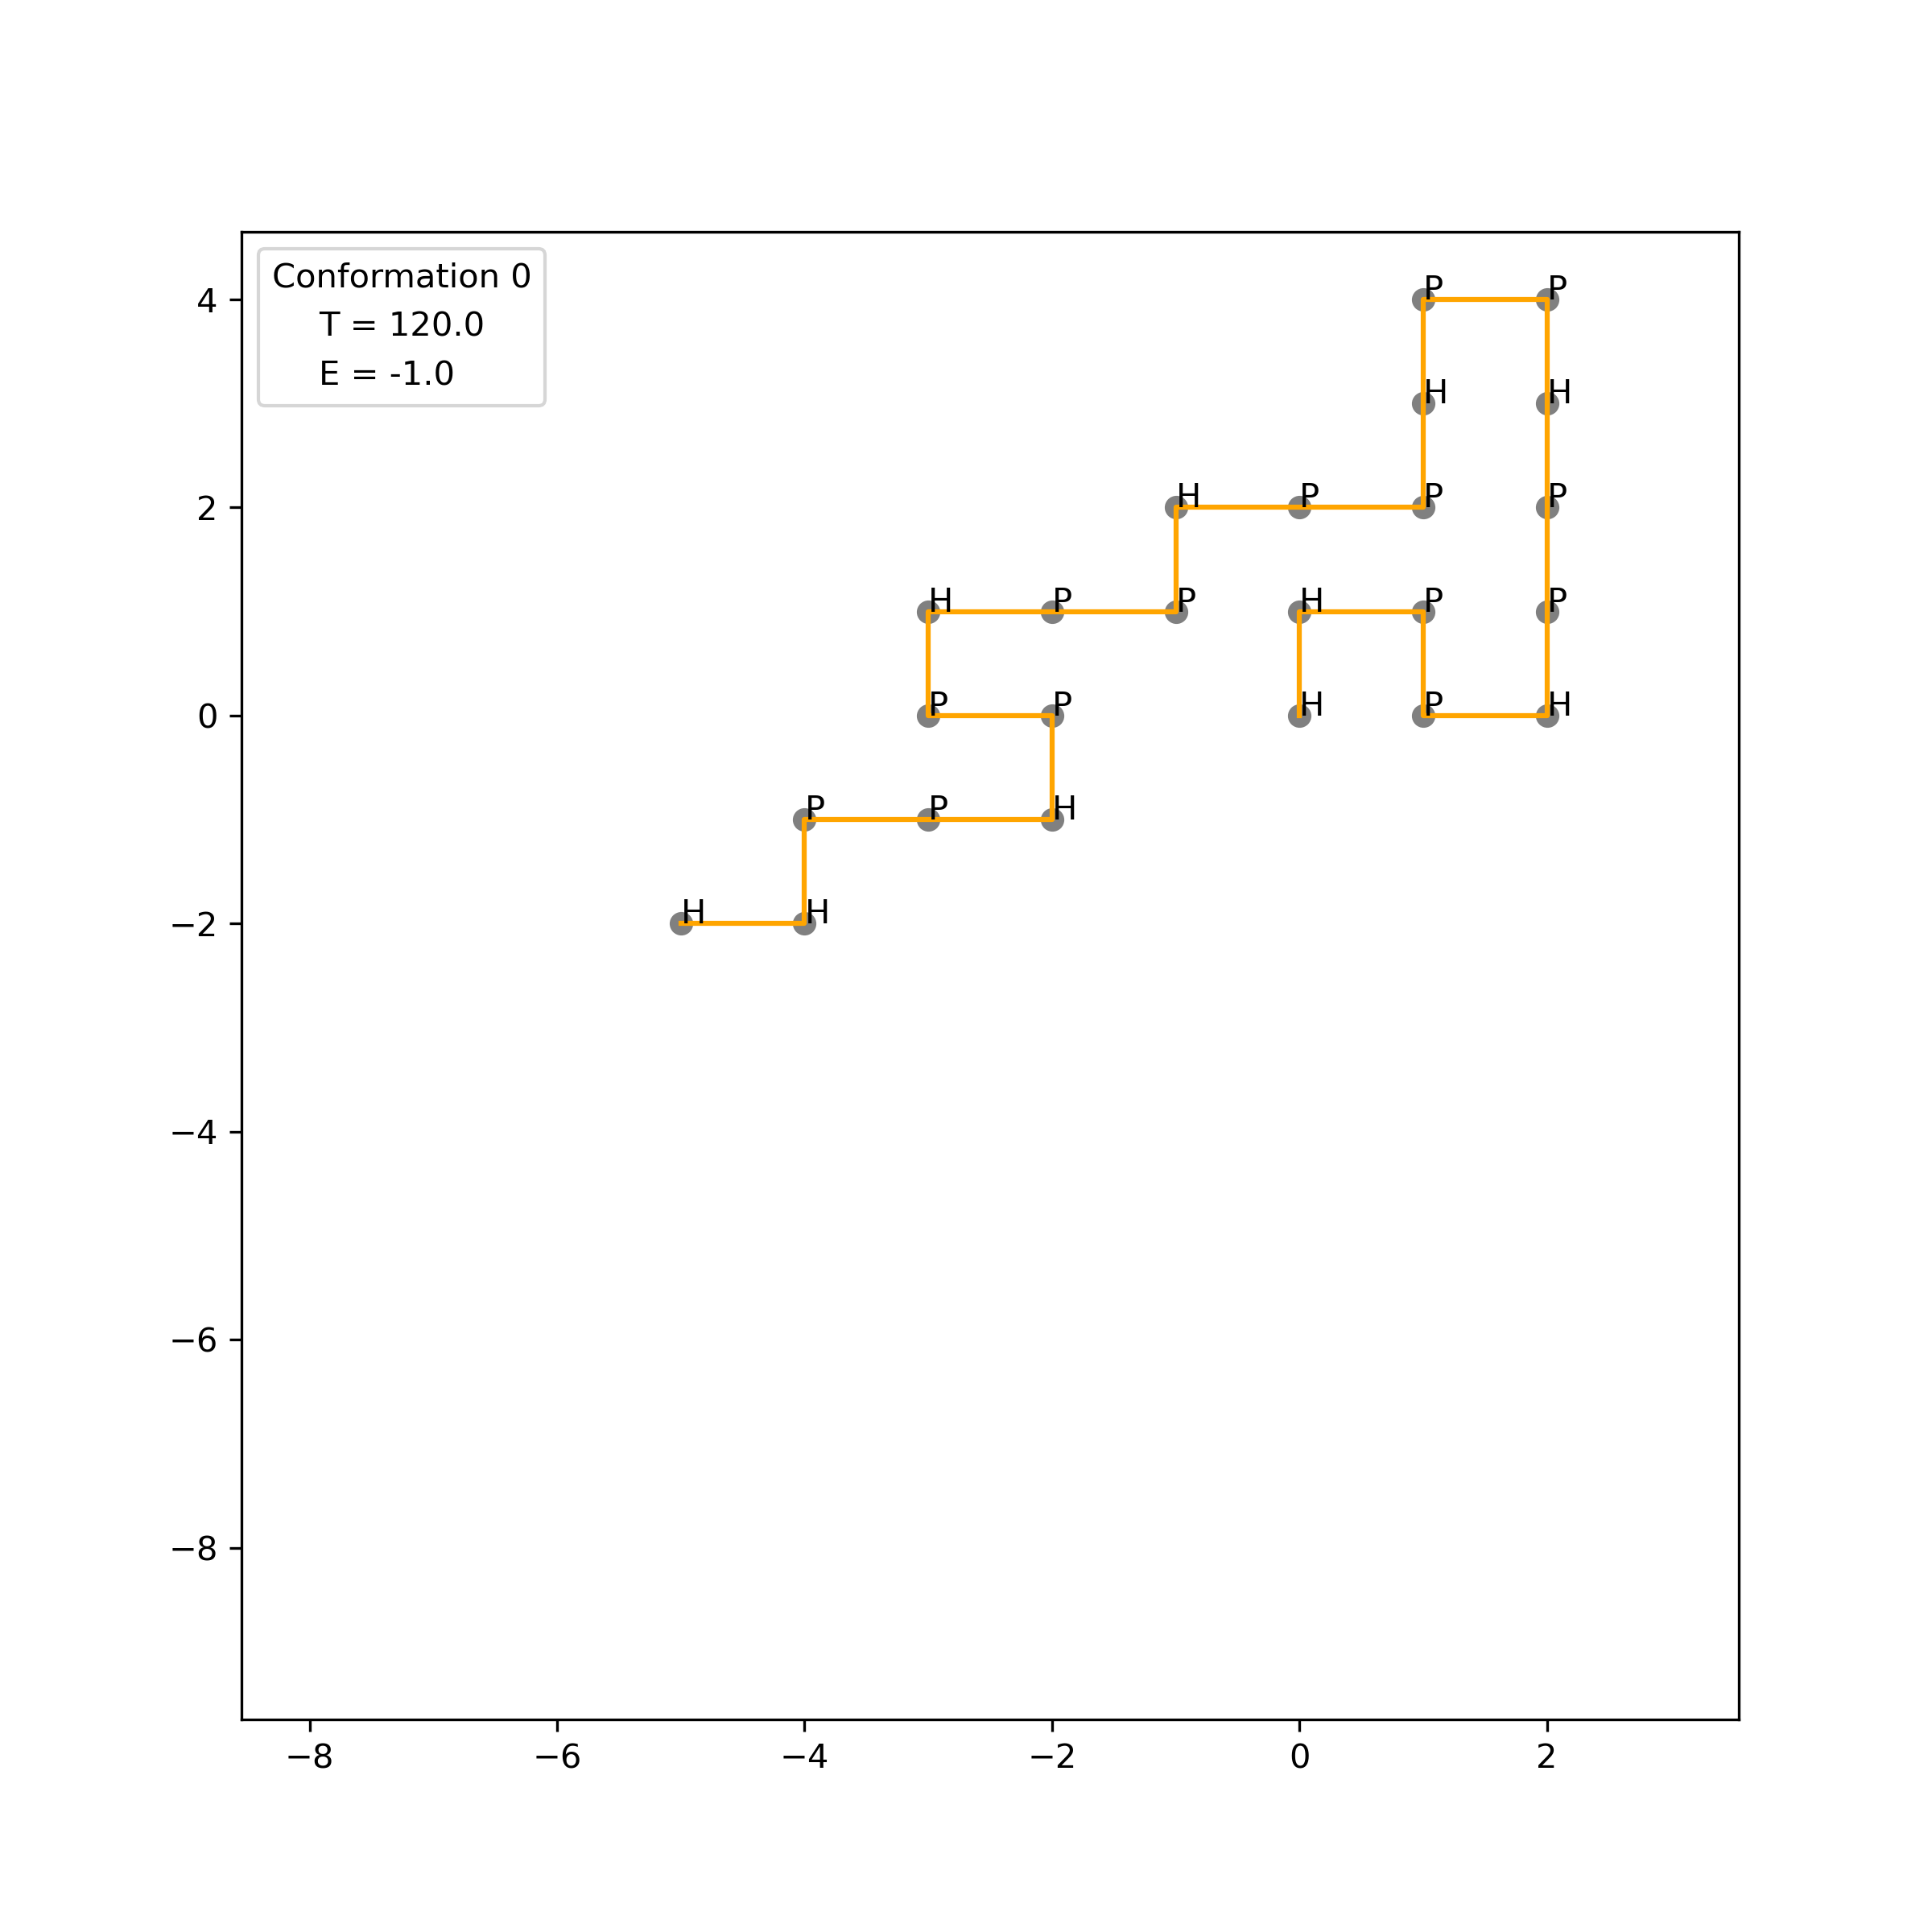 Conformation 0
T = 120.0
E = -1.0
4
P P
H H
2
H P P P
H P P H P P
0
P P H P H
P P H
−2
H H
−4
−6
−8
−8 −6 −4 −2 0 2